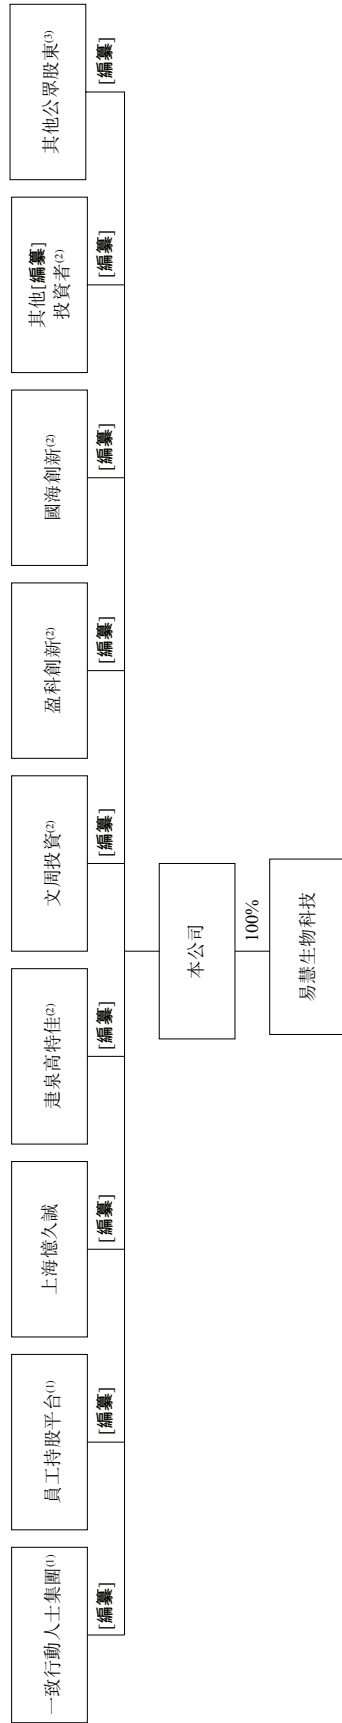 一致行動人士集團(1)
員工持股平台(1)
上海憶久誠
疌泉高特佳(2)
文周投資(2)
盈科創新(2)
國海創新(2)
其他[編纂]
投資者(2)
其他公眾股東(3)
[編纂]
[編纂]
[編纂]
[編纂]
[編纂]
[編纂]
[編纂]
[編纂]
[編纂]
本公司
100%
易慧生物科技